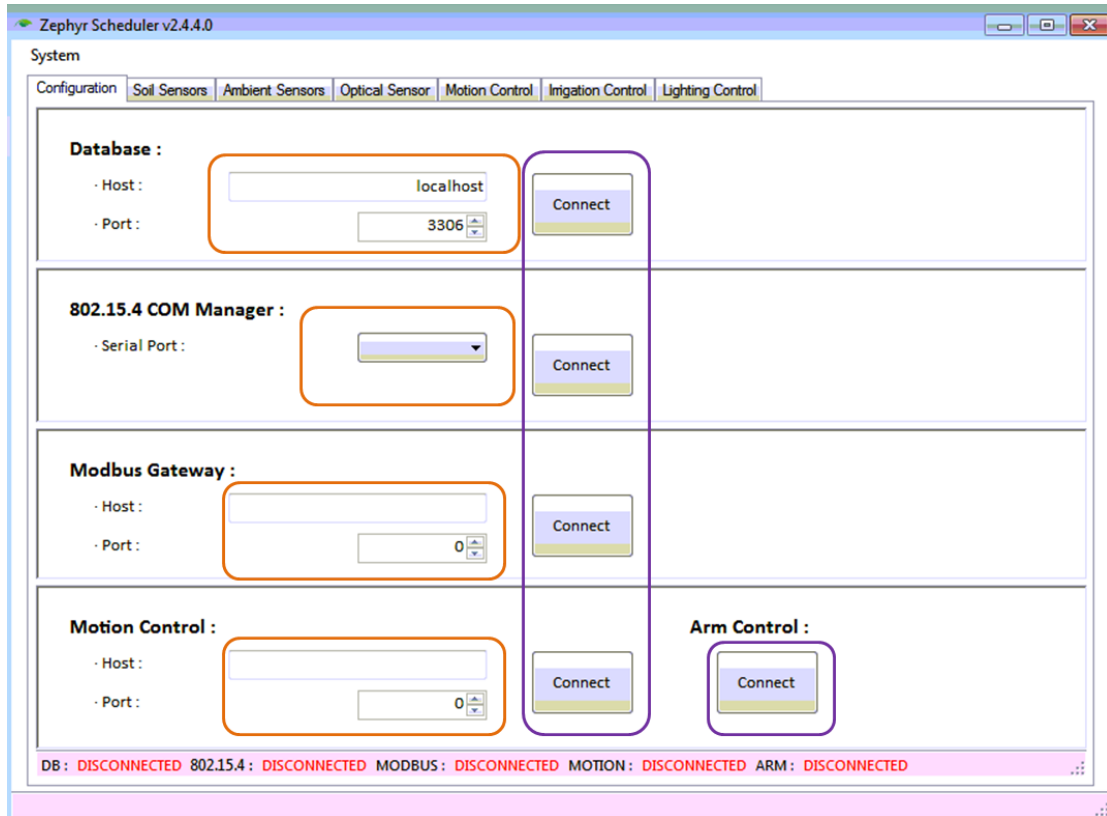 Zephyr Scheduler v2.4.4.0
System
Configuration Soil Sensors Ambient Sensors Optical Sensor Motion Control Irrigation Control Lighting Control
Database :
· Host : localhost
Connect
· Port : 3306
802.15.4 COM Manager :
· Serial Port :
Connect
Modbus Gateway :
· Host :
Connect
· Port : 0
Motion Control :
Arm Control :
· Host :
Connect Connect
· Port : 0
DB : DISCONNECTED 802.15.4 : DISCONNECTED MODBUS : DISCONNECTED MOTION : DISCONNECTED ARM : DISCONNECTED